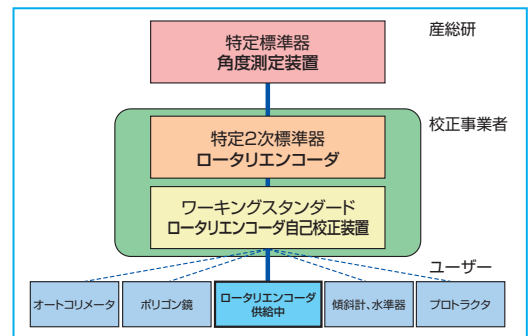 産総研
特定標準器
角度測定装置
校正事業者
特定2次標準器
ロータリエンコーダ
ワーキングスタンダード
ロータリエンコーダ自己校正装置
ユーザー
オートコリメータ
ポリゴン鏡
ロータリエンコーダ
供給中
傾斜計、水準器
プロトラクタ